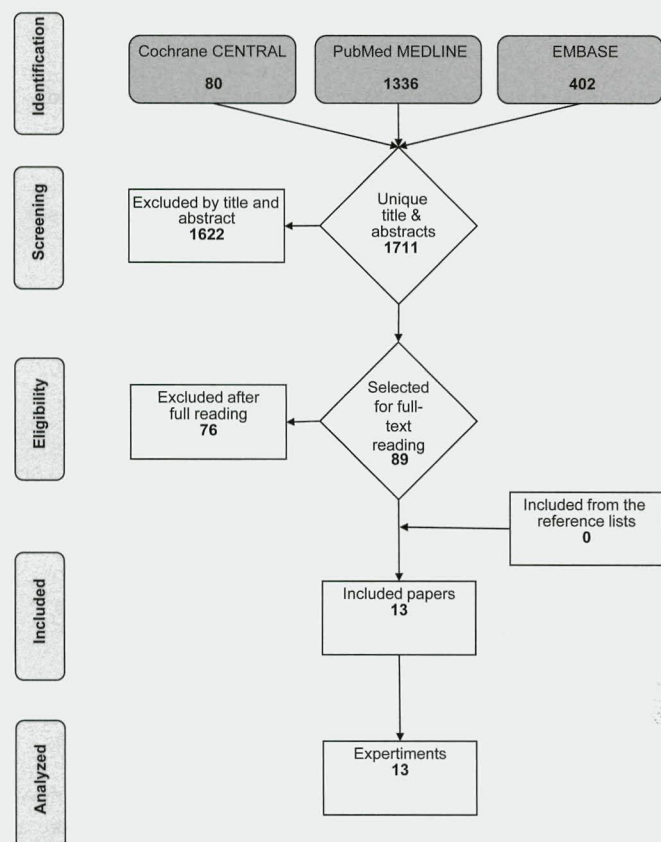 Identification
Cochrane CENTRAL
80
PubMed MEDLINE
1336
EMBASE
402
Screening
Excluded by title and
abstract
1622
Unique
title &
abstracts
1711
Eligibility
Excluded after
full reading
76
Selected
for full-
text
reading
89
Included from the
reference lists
0
Included
Included papers
13
Analyzed
Expertiments
13